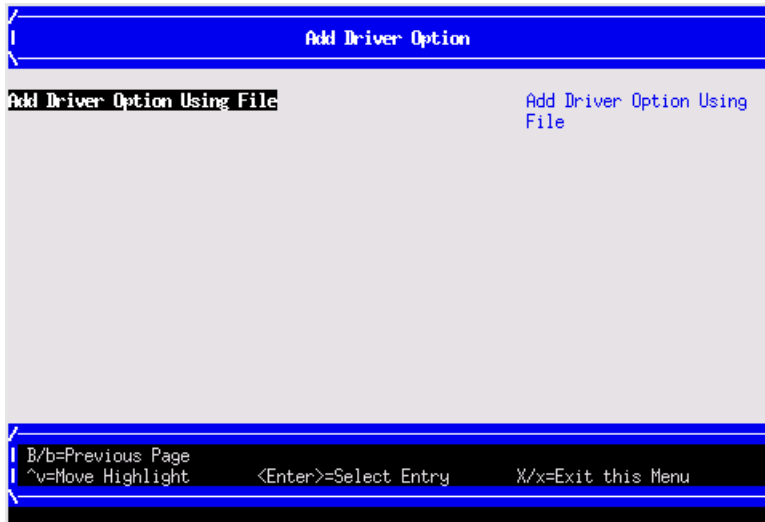 Add Driver Option
Add Driver Option Using File
Add Driver Option Using
File
B/b=Previous Page
^v=Move Highlight <Enter>=Select Entry X/x=Exit this Menu